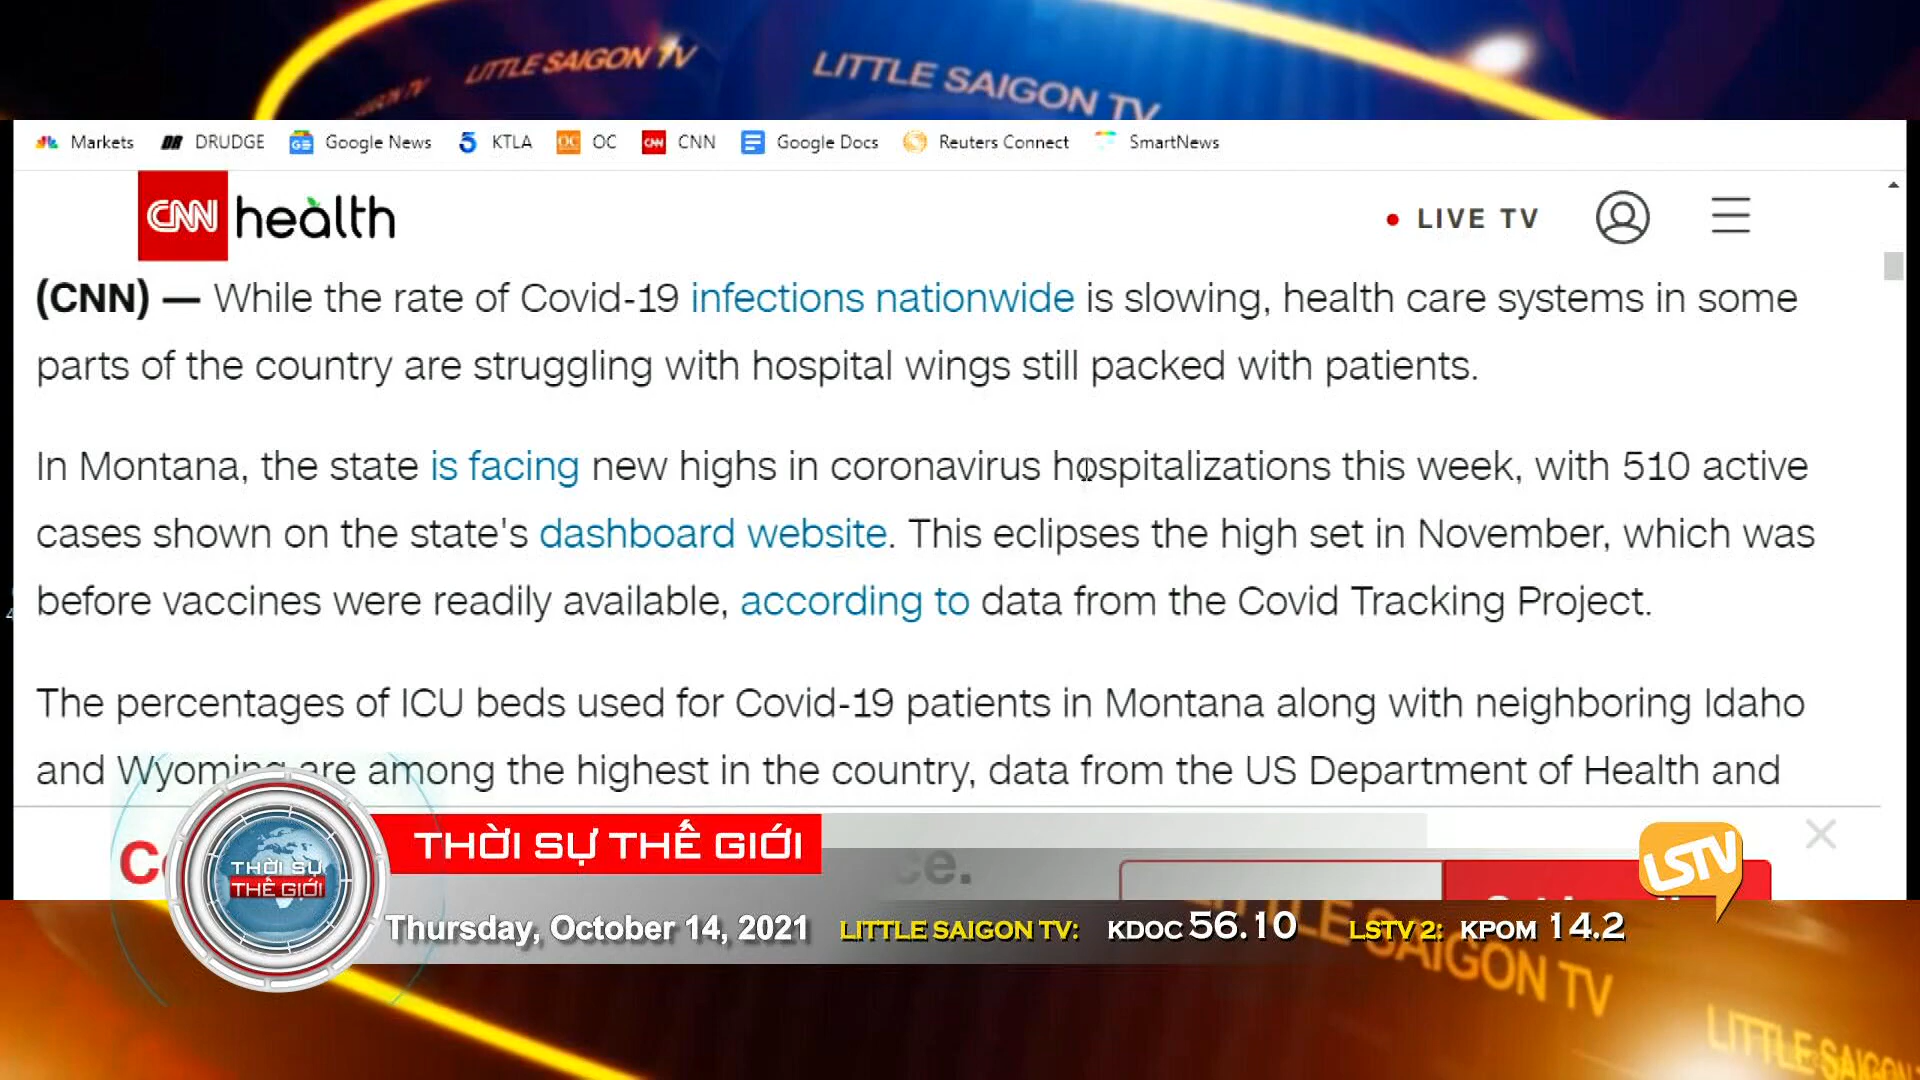 LITTLE SAIGON TV
LITTLE SAIGON TV
Markets DRUDGE Google News KTLA OC CNN Google Docs Reuters Connect SmartNews
CNN health LIVE TV
(CNN) — While the rate of Covid-19 infections nationwide is slowing, health care systems in some
parts of the country are struggling with hospital wings still packed with patients.
In Montana, the state is facing new highs in coronavirus hospitalizations this week, with 510 active
cases shown on the state's dashboard website. This eclipses the high set in November, which was
before vaccines were readily available, according to data from the Covid Tracking Project.
The percentages of ICU beds used for Covid-19 patients in Montana along with neighboring Idaho
and Wyoming are among the highest in the country, data from the US Department of Health and
THỜI SỰ THẾ GIỚI
THỜI SỰ
THẾ GIỚI
LSTV
Thursday, October 14, 2021 LITTLE SAIGON TV: KDOC 56.10 LSTV 2: KPOM 14.2
LITTLE SAIGON TV
LITTLE SAIGON